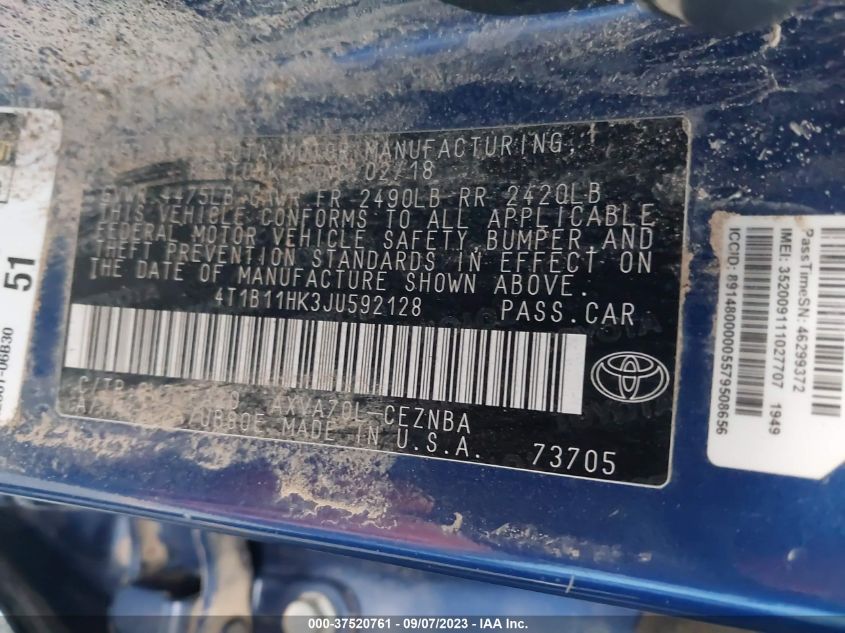 MOTOR MANUFACTURING,
02/18
4475LB FR 2490LB RR 2420LB
THIS VEHICLE CONFORMS TO ALL APPLICABLE
FEDERAL MOTOR VEHICLE SAFETY, BUMPER AND
THEFT PREVENTION STANDARDS IN EFFECT ON
THE DATE OF MANUFACTURE SHOWN ABOVE.
4T1B11HK3JU592128 PASS.CAR
AXVA70L-CEZNBA
MADE IN U.S.A.
73705
51
PassTimeSN: 46299372
IMEI: 352009111027707 1949
ICCID: 89148000005579508656
000-37520761 - 09/07/2023 - IAA, Inc.